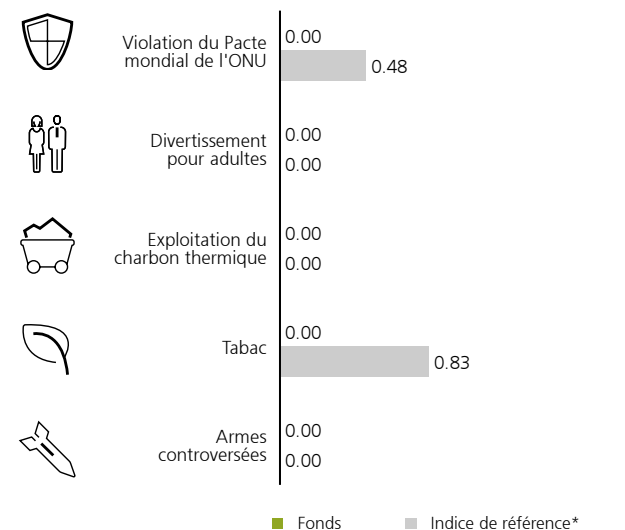 0.00
Violation du Pacte
mondial de l'ONU
0.48
Divertissement
pour adultes
0.00
0.00
Exploitation du
charbon thermique
0.00
0.00
Tabac
0.00
0.83
Armes
controversées
0.00
0.00
Fonds
Indice de référence*